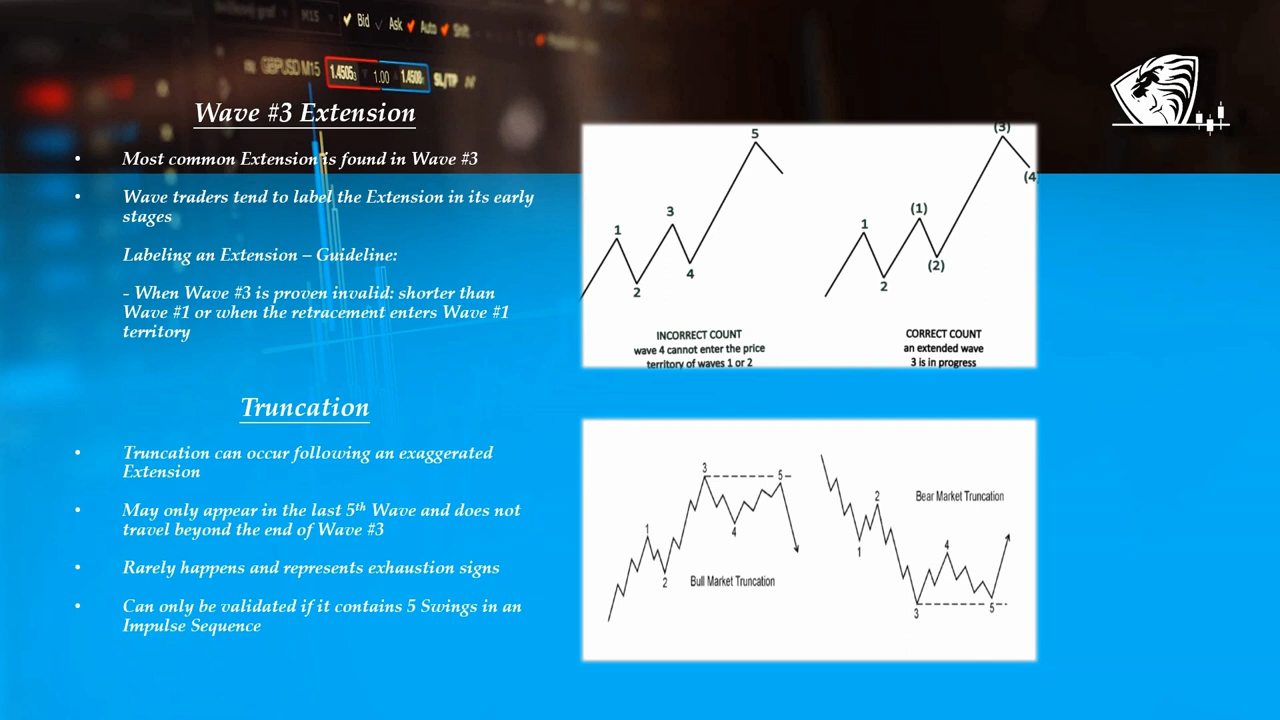 M15
Bid
Ask
Auto
Shift
GBPUSD M15
1.4505
1.00
1.4508
SL/TP
Wave #3 Extension
• Most common Extension is found in Wave #3
• Wave traders tend to label the Extension in its early
stages
Labeling an Extension – Guideline:
- When Wave #3 is proven invalid: shorter than
Wave #1 or when the retracement enters Wave #1
territory
1
2
3
4
5
INCORRECT COUNT
wave 4 cannot enter the price
territory of waves 1 or 2
1
2
(1)
(2)
(3)
(4
CORRECT COUNT
an extended wave
3 is in progress
Truncation
• Truncation can occur following an exaggerated
Extension
• May only appear in the last 5th Wave and does not
travel beyond the end of Wave #3
• Rarely happens and represents exhaustion signs
• Can only be validated if it contains 5 Swings in an
Impulse Sequence
1
2
3
4
5
Bull Market Truncation
1
2
3
4
5
Bear Market Truncation